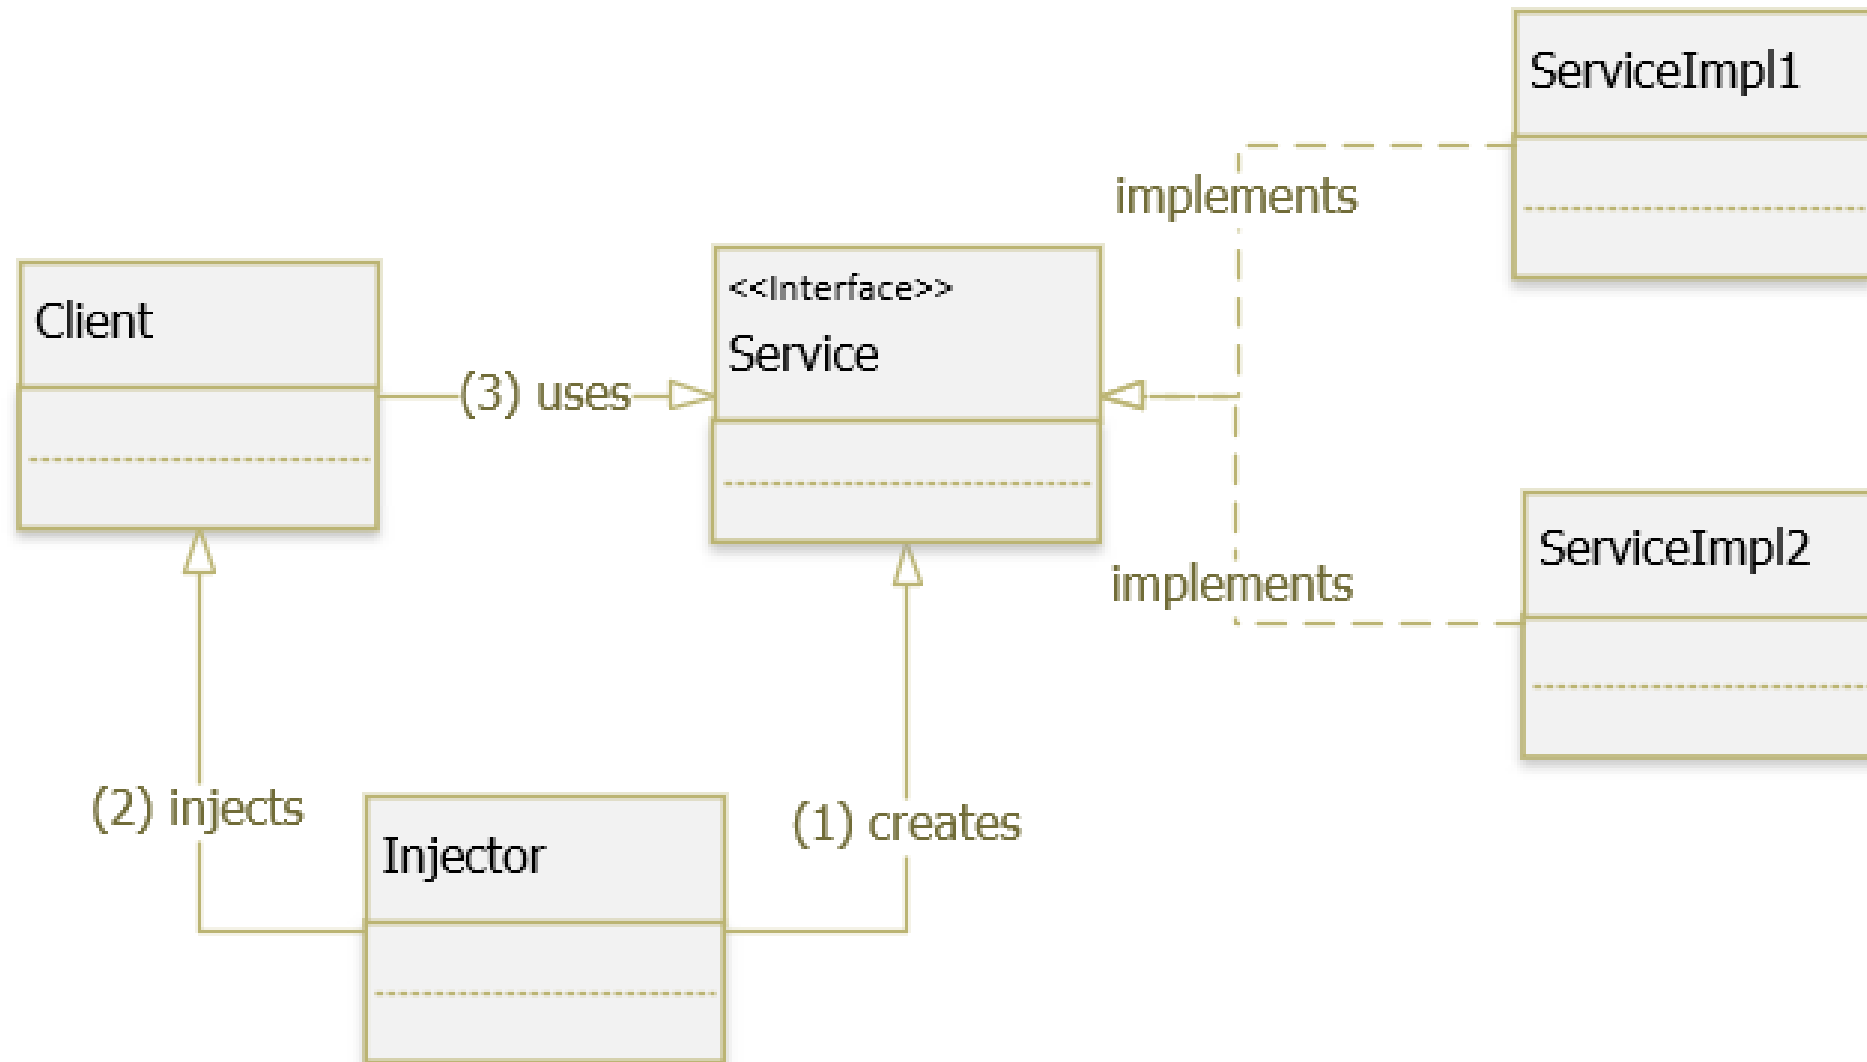 ServiceImpl1
implements
<<Interface>>
Client
Service
(3) uses
ServiceImpl2
implements
(2) injects
(1) creates
Injector